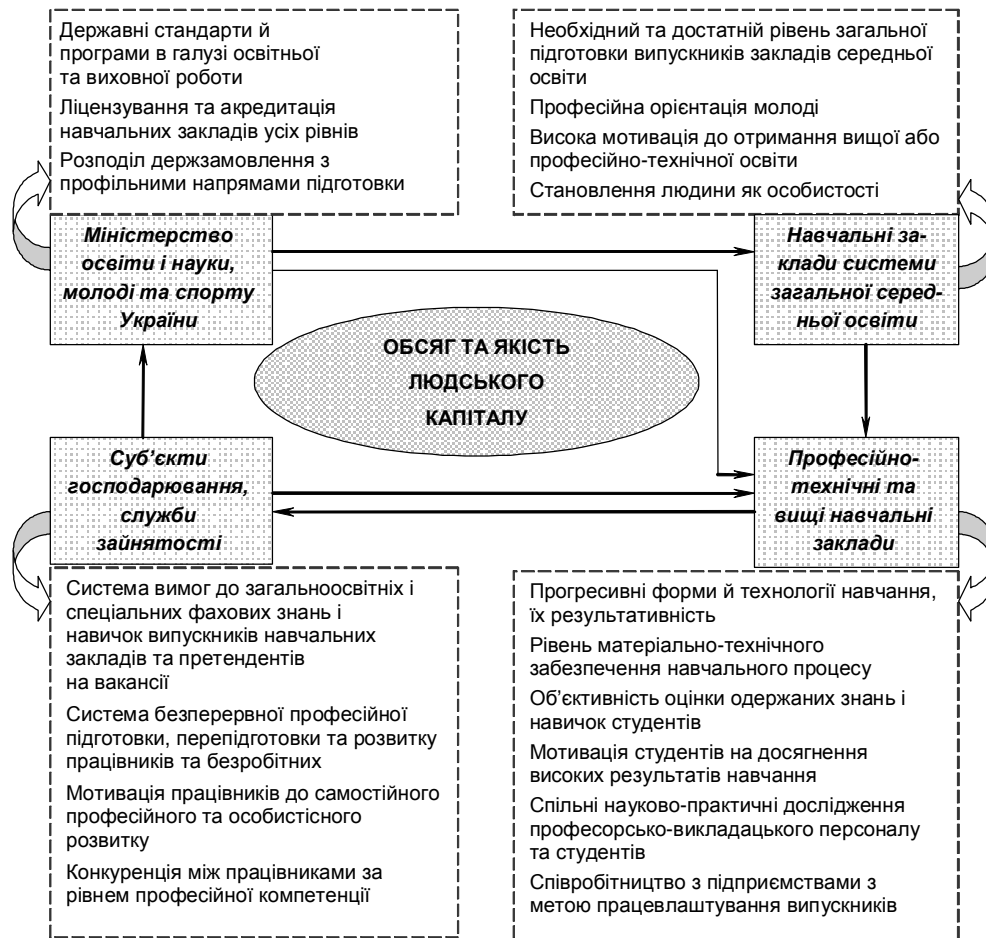 Державні стандарти й
програми в галузі освітньої
та виховної роботи
Ліцензування та акредитація
навчальних закладів усіх рівнів
Розподіл держзамовлення з
профільними напрямами підготовки
Необхідний та достатній рівень загальної
підготовки випускників закладів середньої
освіти
Професійна орієнтація молоді
Висока мотивація до отримання вищої або
професійно-технічної освіти
Становлення людини як особистості
Міністерство
освіти і науки,
молоді та спорту
України
Навчальні за-
клади системи
загальної серед-
ньої освіти
ОБСЯГ ТА ЯКІСТЬ
ЛЮДСЬКОГО
КАПІТАЛУ
Суб’єкти
господарювання,
служби
зайнятості
Професійно-
технічні та
вищі навчальні
заклади
Система вимог до загальноосвітніх і
спеціальних фахових знань і
навичок випускників навчальних
закладів та претендентів
на вакансії
Система безперервної професійної
підготовки, перепідготовки та розвитку
працівників та безробітних
Мотивація працівників до самостійного
професійного та особистісного
розвитку
Конкуренція між працівниками за
рівнем професійної компетенції
Прогресивні форми й технології навчання,
їх результативність
Рівень матеріально-технічного
забезпечення навчального процесу
Об’єктивність оцінки одержаних знань і
навичок студентів
Мотивація студентів на досягнення
високих результатів навчання
Спільні науково-практичні дослідження
професорсько-викладацького персоналу
та студентів
Співробітництво з підприємствами з
метою працевлаштування випускників